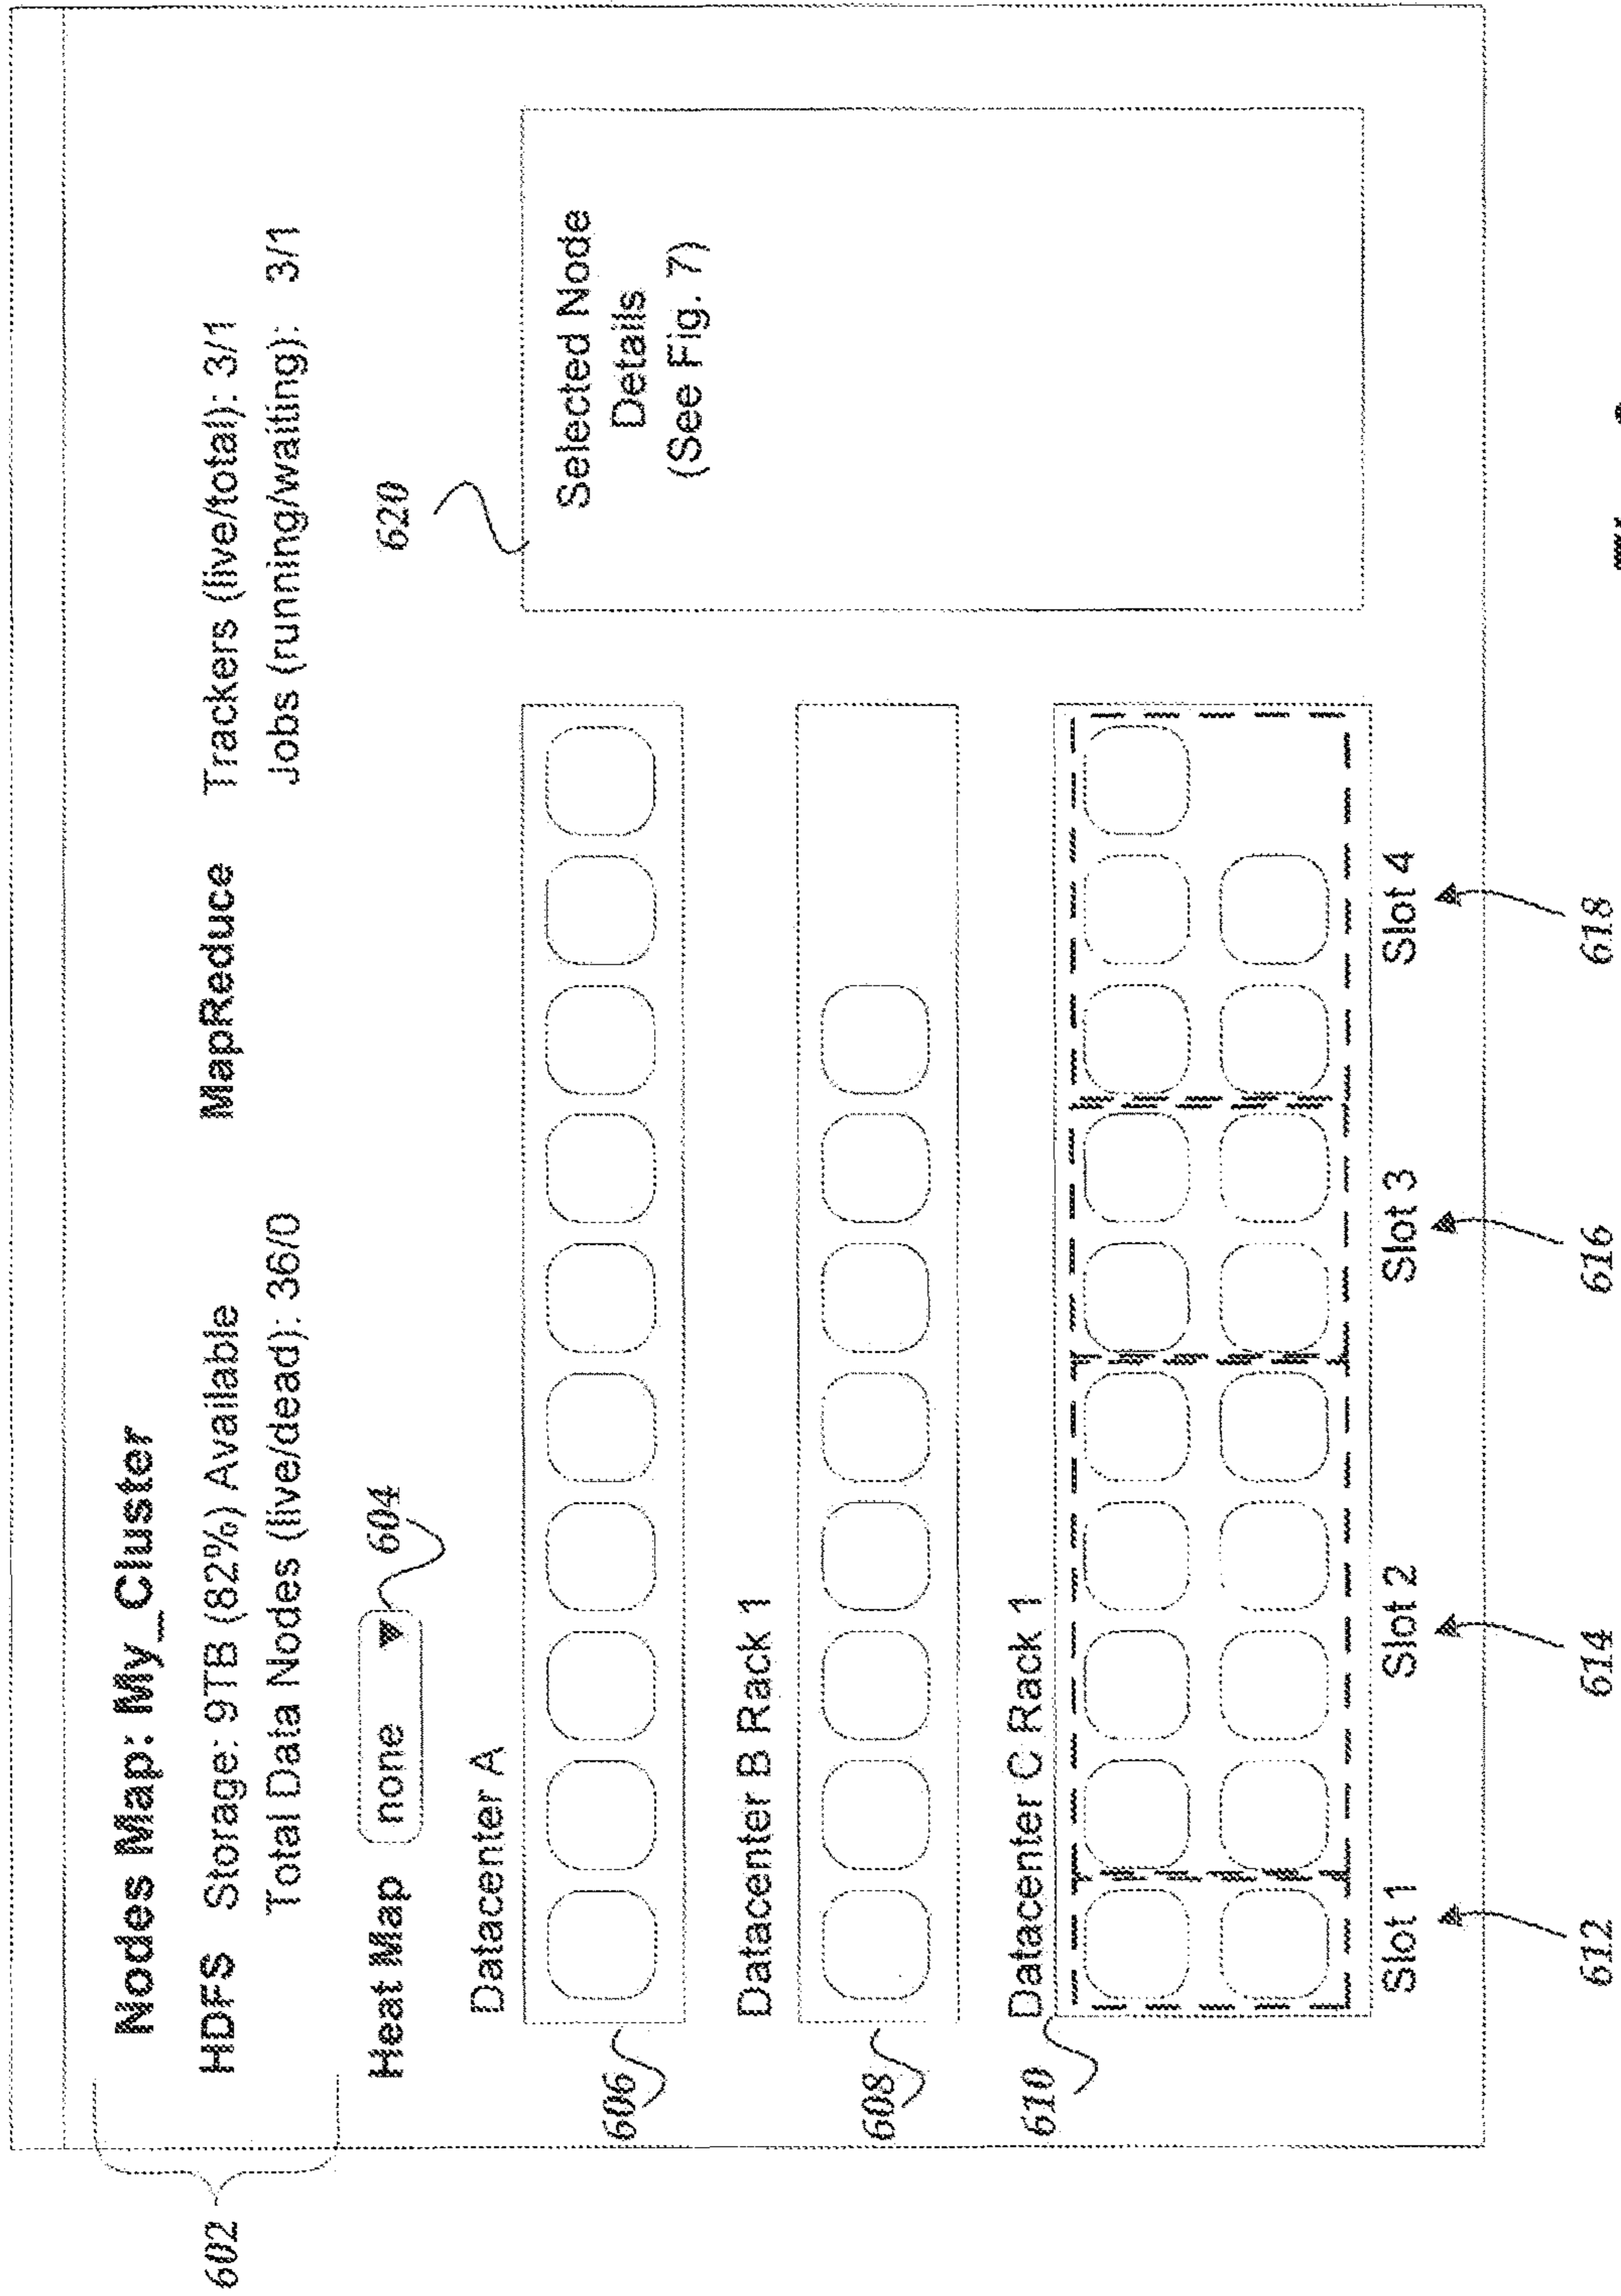 Nodes Map: My_Cluster
602
HDFS Storage: 9TB (82%) Available MapReduce Trackers (live/total): 3/1
Total Data Nodes (live/dead): 36/0 Jobs (running/waiting): 3/1
Heat Map none 604
620
Datacenter A
606
Selected Node
Details
(See Fig. 7)
Datacenter B Rack 1
608
Datacenter C Rack 1
610
Slot 1 Slot 2 Slot 3 Slot 4
612 614 616 618